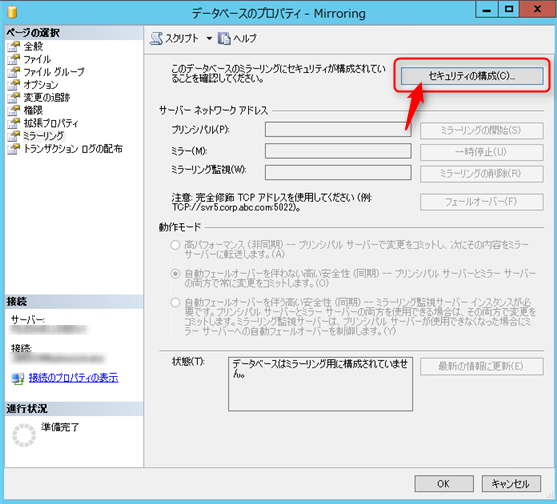 データベースのプロパティ - Mirroring
ページの選択
全般
ファイル
ファイル グループ
オプション
変更の追跡
権限
拡張プロパティ
ミラーリング
トランザクション ログの配布
スクリプト
ヘルプ
このデータベースのミラーリングにセキュリティが構成されてい
ることを確認してください。
セキュリティの構成(C)...
サーバー ネットワーク アドレス
プリンシパル(P):
ミラーリングの開始(S)
ミラー(M):
一時停止(U)
ミラーリング監視(W):
ミラーリングの削除(R)
注意: 完全修飾 TCP アドレスを使用してください (例:
TCP://svr5.corp.abc.com:5022)。
フェールオーバー(F)
動作モード
高パフォーマンス (非同期) -- プリンシパル サーバーで変更をコミットし、次にその内容をミラー
サーバーに転送します。(A)
自動フェールオーバーを伴わない高い安全性 (同期) -- プリンシパル サーバーとミラー サーバー
の両方で常に変更をコミットします。(O)
自動フェールオーバーを伴う高い安全性 (同期) -- ミラーリング監視サーバー インスタンスが必
要です。プリンシパル サーバーとミラー サーバーの両方を使用できる場合は、その両方で変更を
コミットします。ミラーリング監視サーバーは、プリンシパル サーバーが使用できなくなった場合にミ
ラー サーバーへの自動フェールオーバーを制御します。(Y)
接続
サーバー:
接続:
接続のプロパティの表示
状態(T):
データベースはミラーリング用に構成されていませ
ん。
最新の情報に更新(E)
進行状況
準備完了
OK
キャンセル